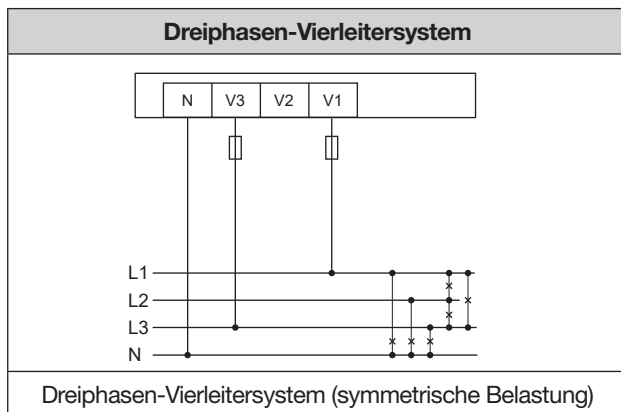 Dreiphasen-Vierleitersystem
N V3 V2 V1
L1
L2
L3
N
Dreiphasen-Vierleitersystem (symmetrische Belastung)